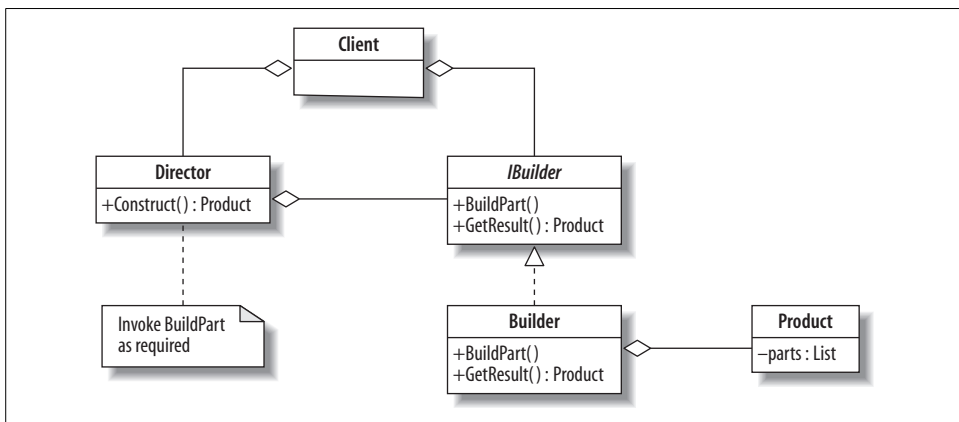 Client
Director
+Construct() : Product
IBuilder
+BuildPart()
+GetResult() : Product
Invoke BuildPart
as required
Builder
+BuildPart()
+GetResult() : Product
Product
–parts : List